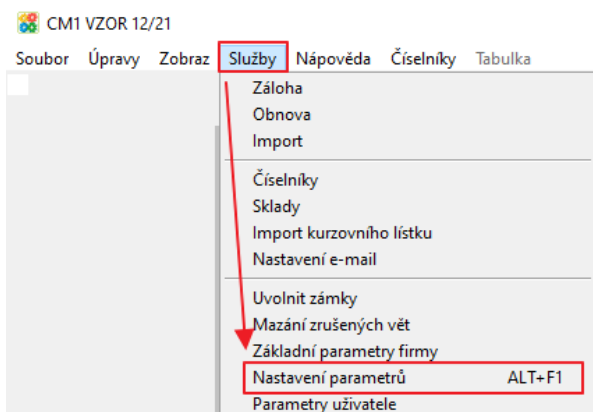 CM1 VZOR 12/21
Soubor Úpravy Zobraz Služby Nápověda Číselníky Tabulka
Záloha
Obnova
Import
Číselníky
Sklady
Import kurzovního lístku
Nastavení e-mail
Uvolnit zámky
Mazání zrušených vět
Základní parametry firmy
Nastavení parametrů ALT+F1
Parametry uživatele